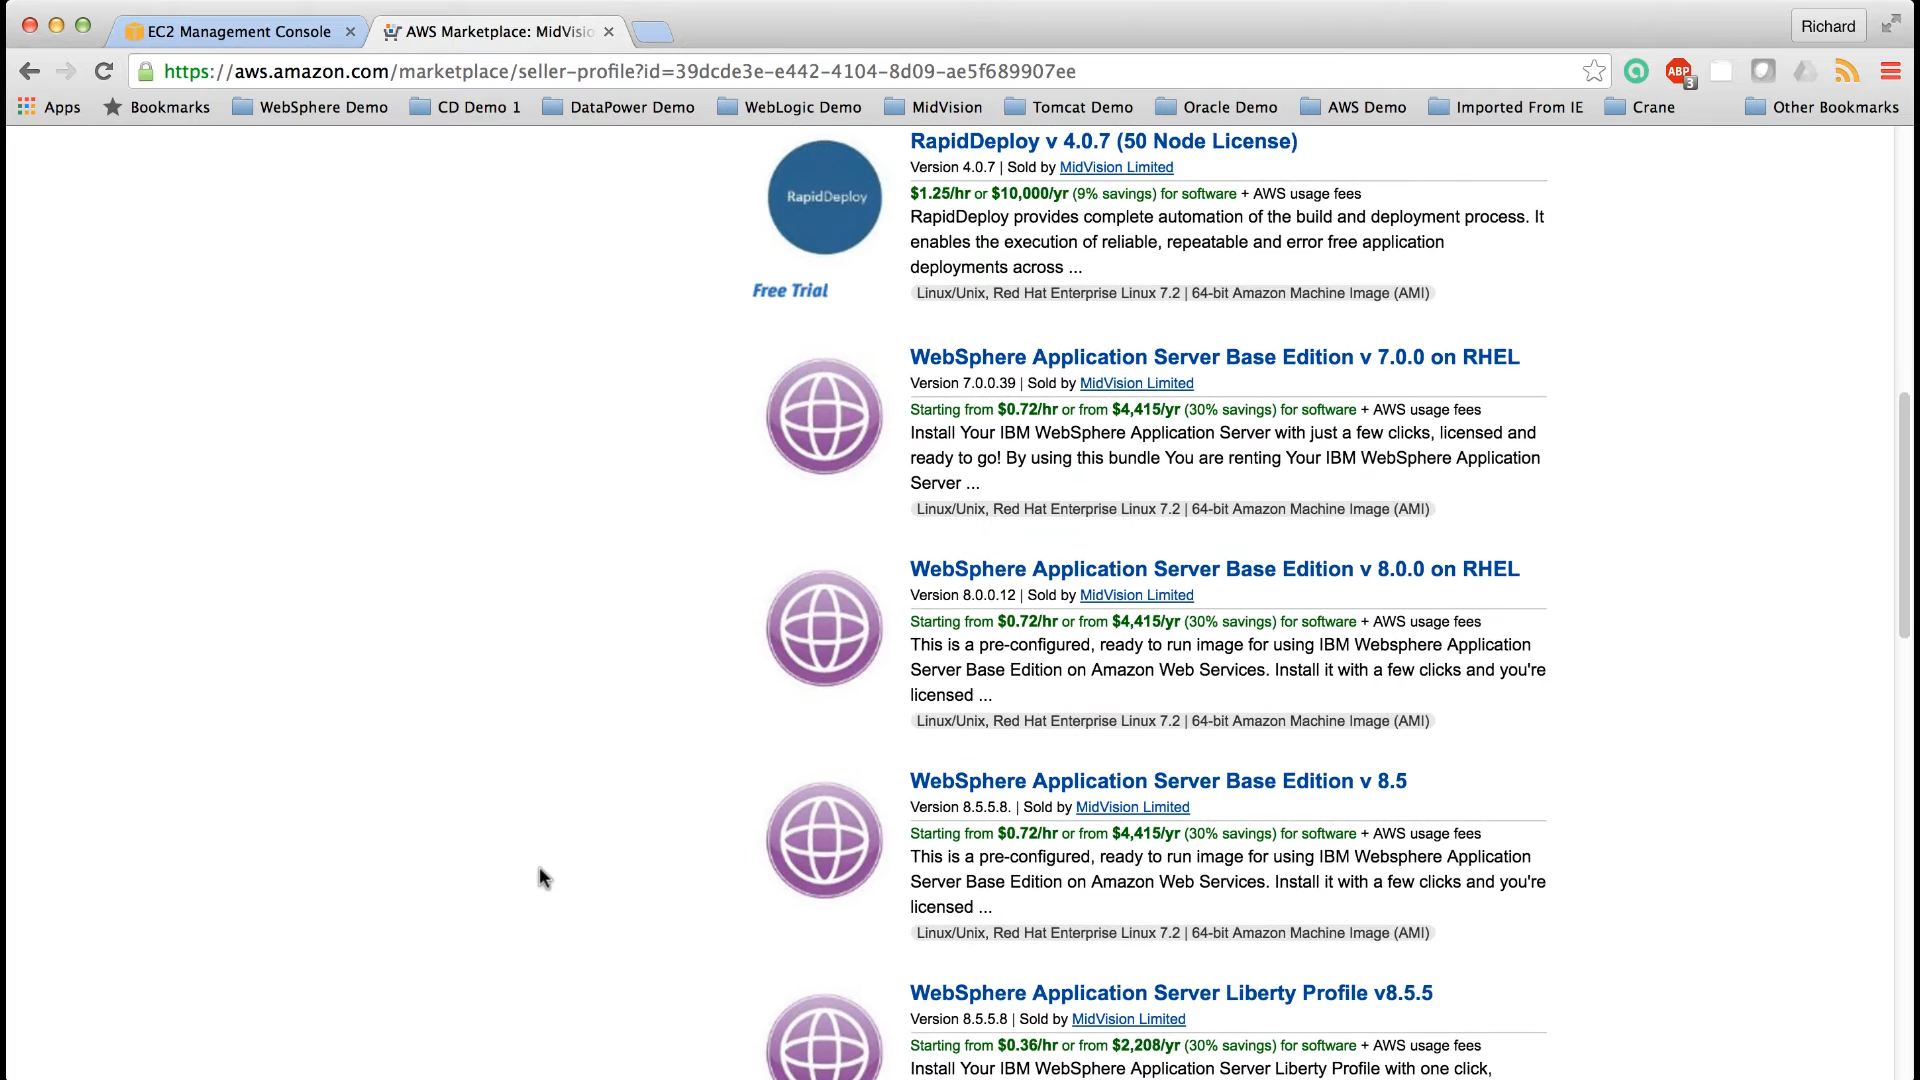 EC2 Management Console
AWS Marketplace: MidVisio
Richard
https://aws.amazon.com/marketplace/seller-profile?id=39dcde3e-e442-4104-8d09-ae5f689907ee
ABP
3
Apps
Bookmarks
WebSphere Demo
CD Demo 1
DataPower Demo
WebLogic Demo
MidVision
Tomcat Demo
Oracle Demo
AWS Demo
Imported From IE
Crane
Other Bookmarks
RapidDeploy
Free Trial
RapidDeploy v 4.0.7 (50 Node License)
Version 4.0.7 | Sold by MidVision Limited
$1.25/hr or $10,000/yr (9% savings) for software + AWS usage fees
RapidDeploy provides complete automation of the build and deployment process. It
enables the execution of reliable, repeatable and error free application
deployments across ...
Linux/Unix, Red Hat Enterprise Linux 7.2 | 64-bit Amazon Machine Image (AMI)
WebSphere Application Server Base Edition v 7.0.0 on RHEL
Version 7.0.0.39 | Sold by MidVision Limited
Starting from $0.72/hr or from $4,415/yr (30% savings) for software + AWS usage fees
Install Your IBM WebSphere Application Server with just a few clicks, licensed and
ready to go! By using this bundle You are renting Your IBM WebSphere Application
Server ...
Linux/Unix, Red Hat Enterprise Linux 7.2 | 64-bit Amazon Machine Image (AMI)
WebSphere Application Server Base Edition v 8.0.0 on RHEL
Version 8.0.0.12 | Sold by MidVision Limited
Starting from $0.72/hr or from $4,415/yr (30% savings) for software + AWS usage fees
This is a pre-configured, ready to run image for using IBM Websphere Application
Server Base Edition on Amazon Web Services. Install it with a few clicks and you're
licensed ...
Linux/Unix, Red Hat Enterprise Linux 7.2 | 64-bit Amazon Machine Image (AMI)
WebSphere Application Server Base Edition v 8.5
Version 8.5.5.8. | Sold by MidVision Limited
Starting from $0.72/hr or from $4,415/yr (30% savings) for software + AWS usage fees
This is a pre-configured, ready to run image for using IBM Websphere Application
Server Base Edition on Amazon Web Services. Install it with a few clicks and you're
licensed ...
Linux/Unix, Red Hat Enterprise Linux 7.2 | 64-bit Amazon Machine Image (AMI)
WebSphere Application Server Liberty Profile v8.5.5
Version 8.5.5.8 | Sold by MidVision Limited
Starting from $0.36/hr or from $2,208/yr (30% savings) for software + AWS usage fees
Install Your IBM WebSphere Application Server Liberty Profile with one click,